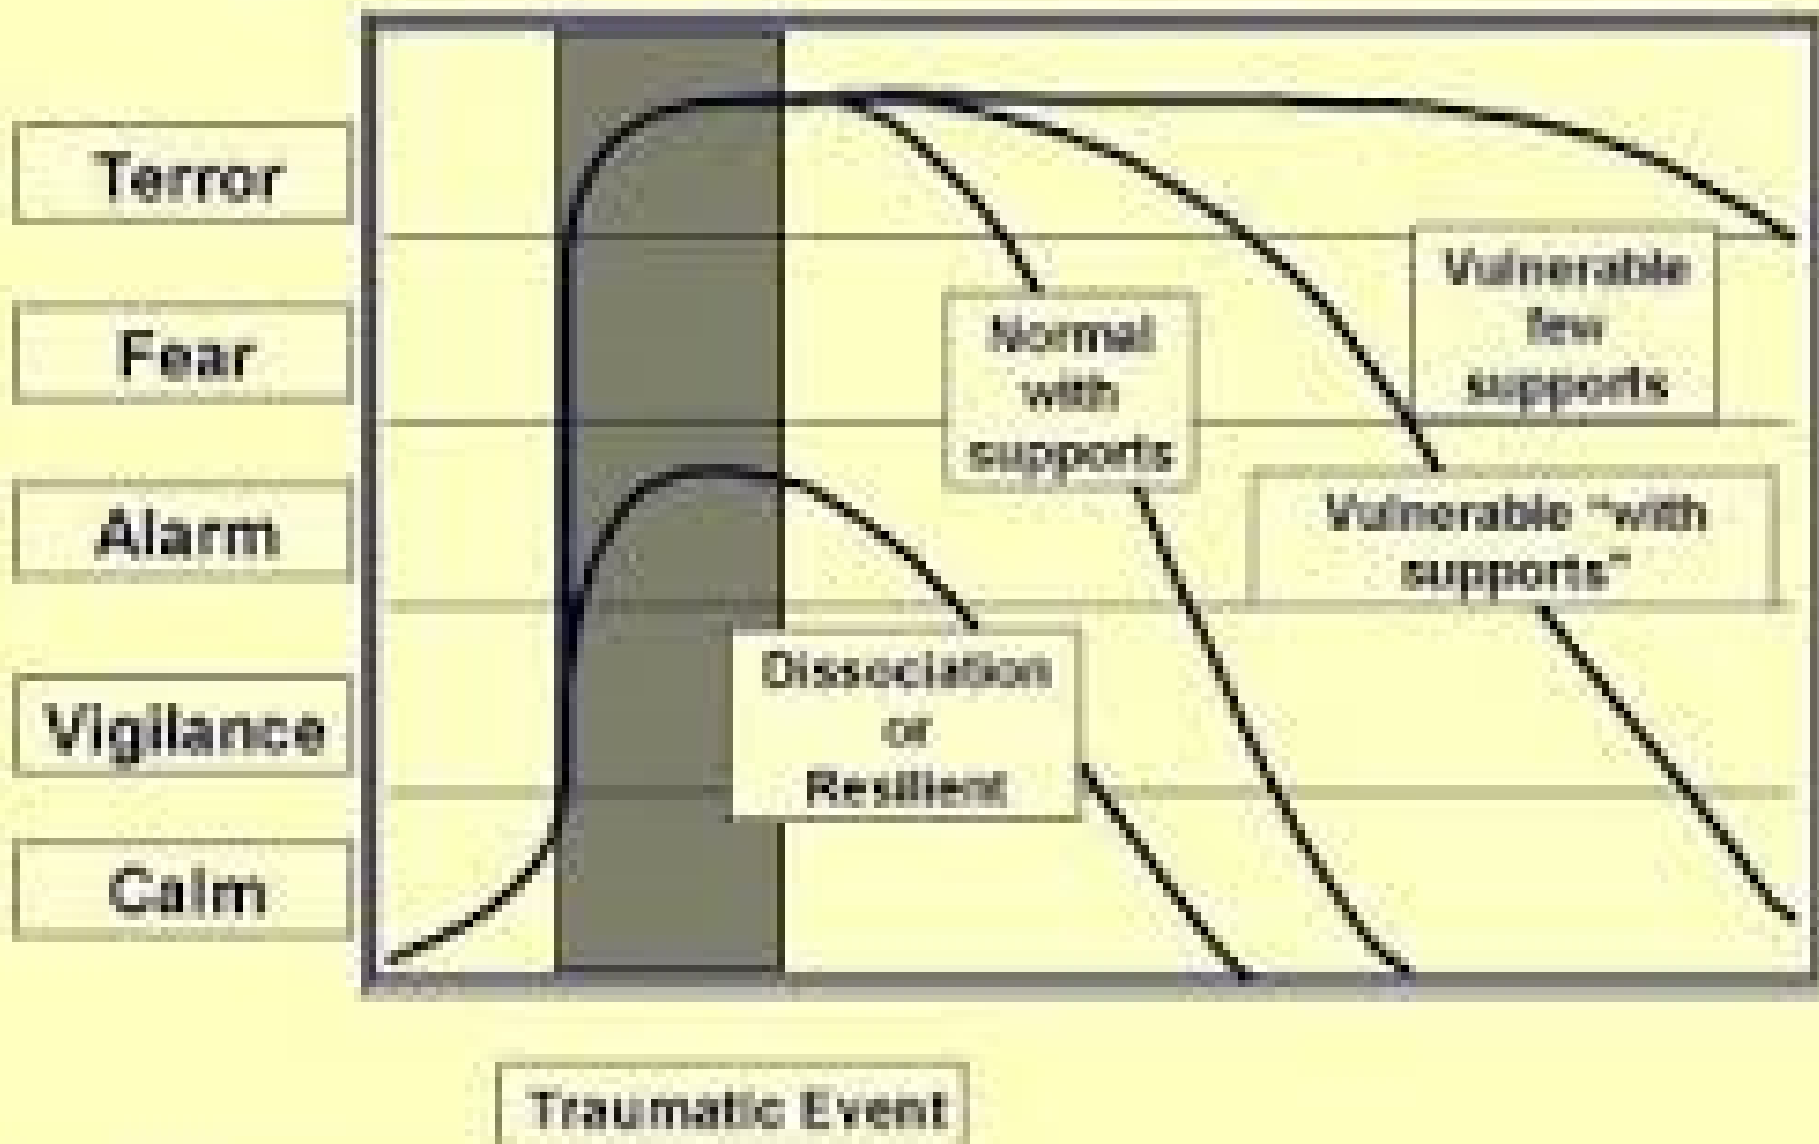 Terror
Fear
Alarm
Vigilance
Calm
Normal
with
supports
Vulnerable
few
supports
Vulnerable "with
supports"
Dissociation
or
Resilient
Traumatic Event